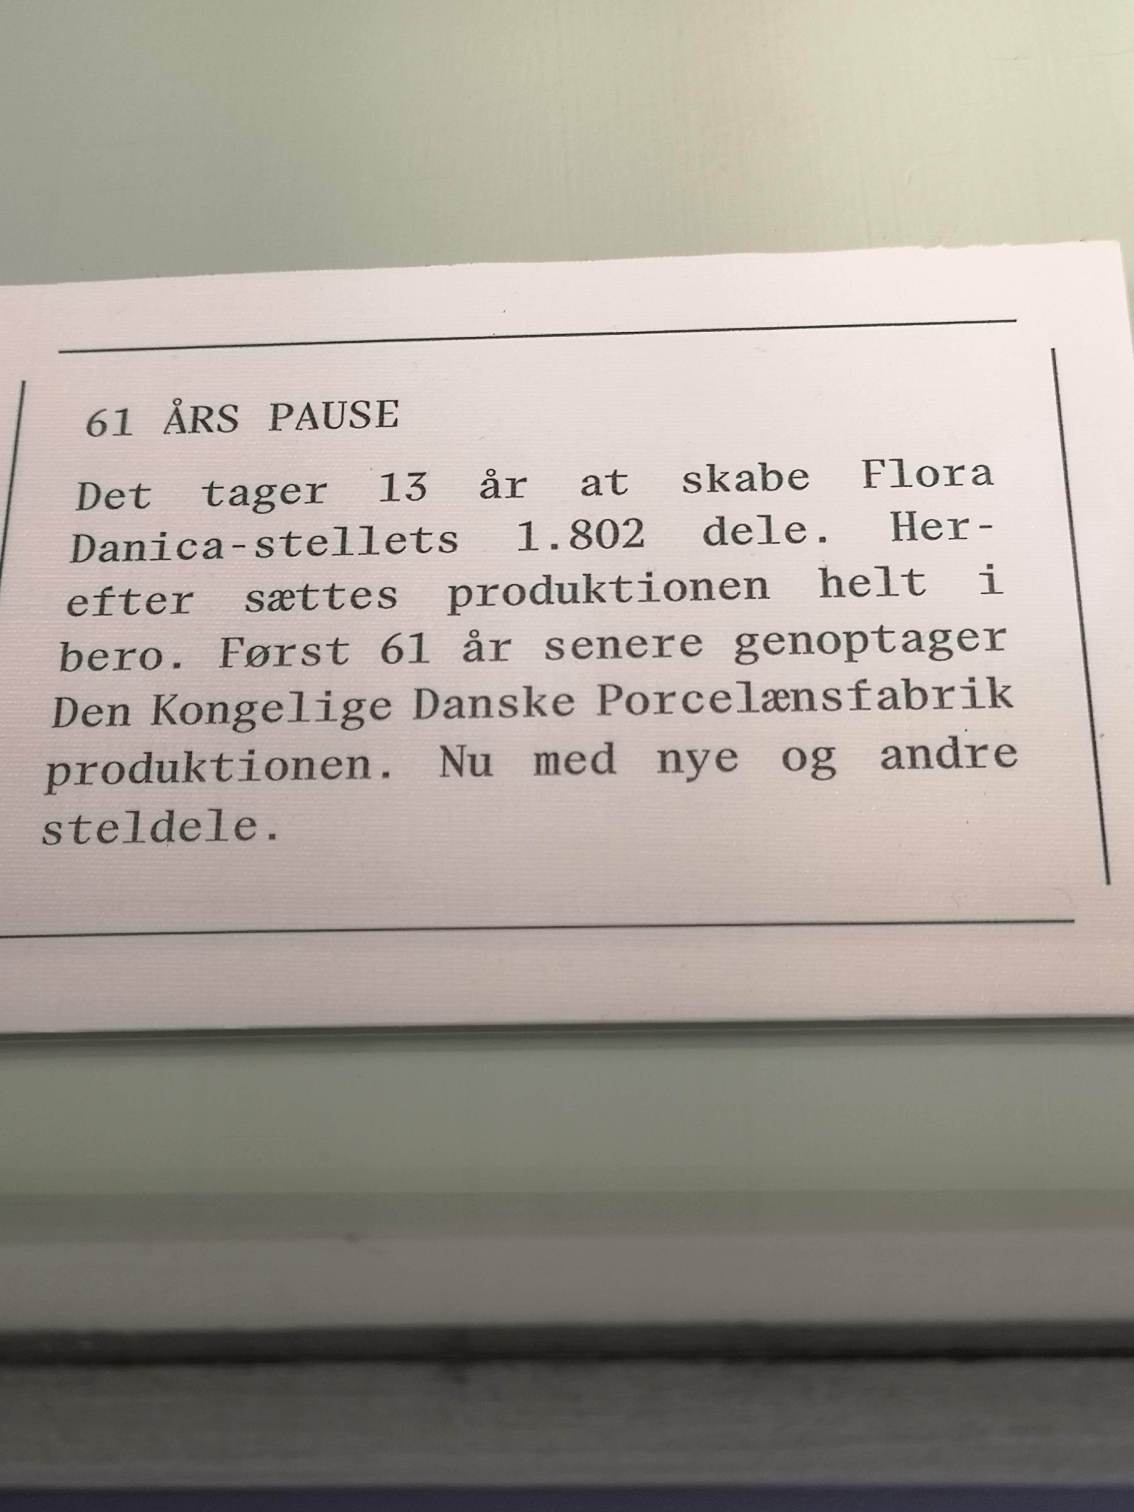 61 ÅRS PAUSE
Det tager 13 år at skabe Flora
Danica-stellets 1.802 dele. Her-
efter sættes produktionen helt i
bero. Først 61 år senere genoptager
Den Kongelige Danske Porcelænsfabrik
produktionen. Nu med nye og andre
steldele.